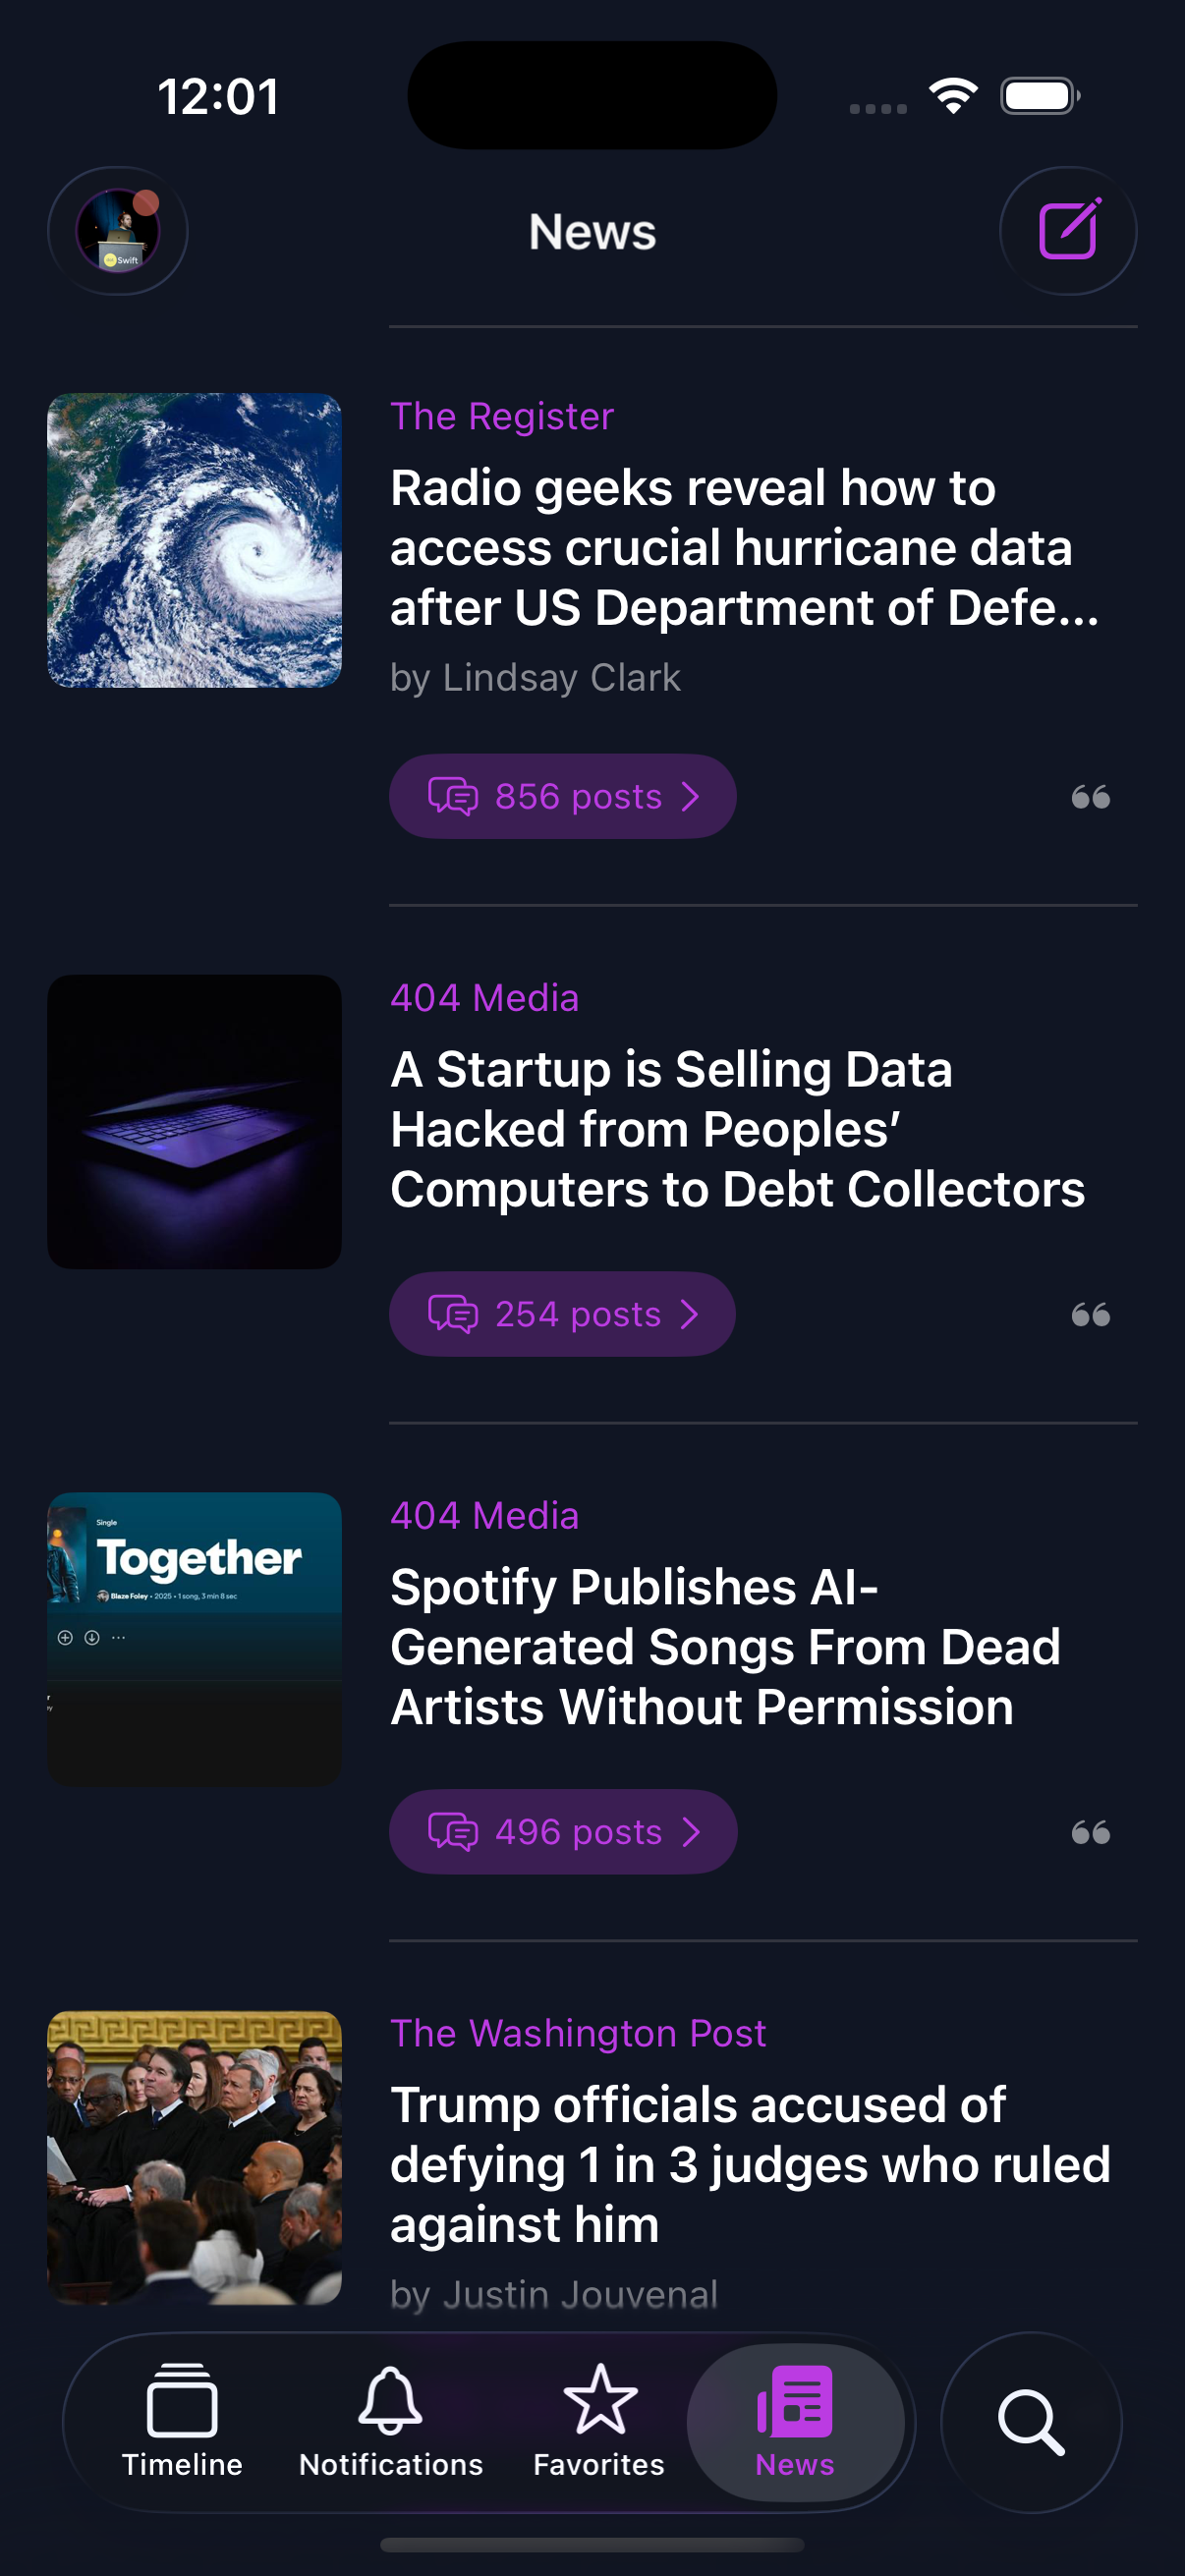 12:01
Swift
News
The Register
Radio geeks reveal how to
access crucial hurricane data
after US Department of Defe...
by Lindsay Clark
856 posts
404 Media
A Startup is Selling Data
Hacked from Peoples’
Computers to Debt Collectors
254 posts
Single
Together
Blaze Foley • 2025 • 1 song, 3 min 8 sec
404 Media
Spotify Publishes AI-
Generated Songs From Dead
Artists Without Permission
496 posts
The Washington Post
Trump officials accused of
defying 1 in 3 judges who ruled
against him
by Justin Jouvenal
Timeline
Notifications
Favorites
News